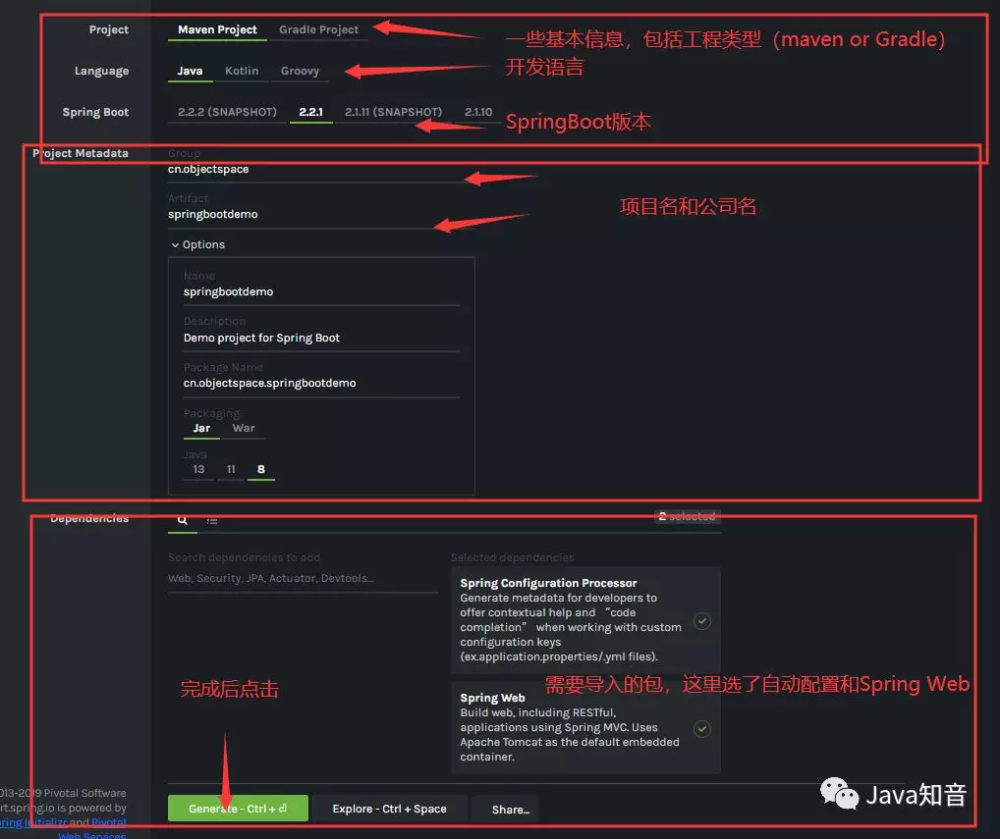 Project
Maven Project Gradle Project
一些基本信息，包括工程类型（maven or Gradle）
开发语言
Language
Java Kotlin Groovy
Spring Boot
2.2.2 (SNAPSHOT) 2.2.1 2.1.11 (SNAPSHOT) 2.1.10
SpringBoot版本
Project Metadata
Group
cn.objectspace
Artifact
springbootdemo
项目名和公司名
Options
Name
springbootdemo
Description
Demo project for Spring Boot
Package Name
cn.objectspace.springbootdemo
Packaging
Jar War
Java
13 11 8
Dependencies
2 selected
Search dependencies to add
Web, Security, JPA, Actuator, Devtools...
Selected dependencies
Spring Configuration Processor
Generate metadata for developers to
offer contextual help and “code
completion” when working with custom
configuration keys
(ex.application.properties/.yml files).
需要导入的包，这里选了自动配置和Spring Web
Spring Web
Build web, including RESTful,
applications using Spring MVC. Uses
Apache Tomcat as the default embedded
container.
完成后点击
013-2019 Pivotal Software
rt.spring.io is powered by
ring Initializr and Pivotal
Web Services
Generate - Ctrl + ⏎
Explore - Ctrl + Space
Share...
Java知音